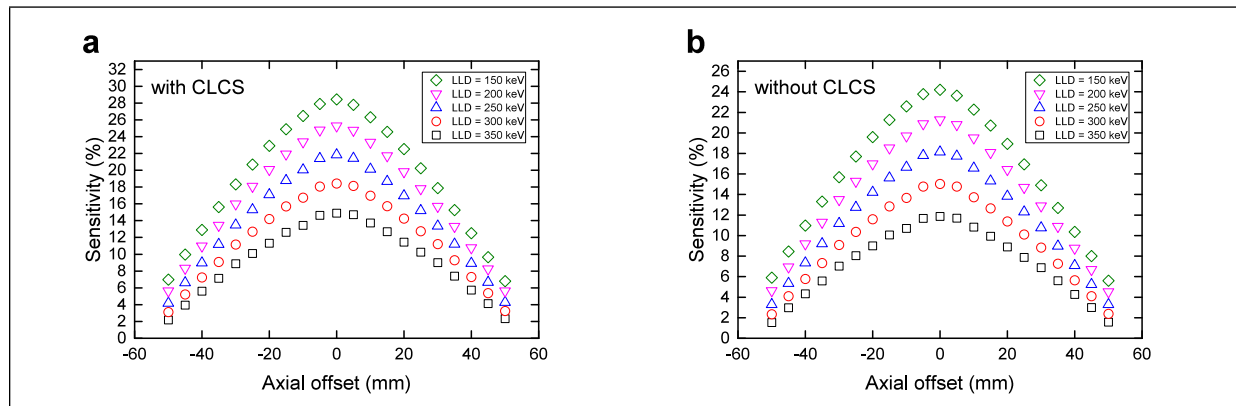 a
with CLCS
LLD = 150 keV
LLD = 200 keV
LLD = 250 keV
LLD = 300 keV
LLD = 350 keV
Sensitivity (%)
32
30
28
26
24
22
20
18
16
14
12
10
8
6
4
2
0
-60 -40 -20 0 20 40 60
Axial offset (mm)
b
without CLCS
LLD = 150 keV
LLD = 200 keV
LLD = 250 keV
LLD = 300 keV
LLD = 350 keV
Sensitivity (%)
26
24
22
20
18
16
14
12
10
8
6
4
2
0
-60 -40 -20 0 20 40 60
Axial offset (mm)